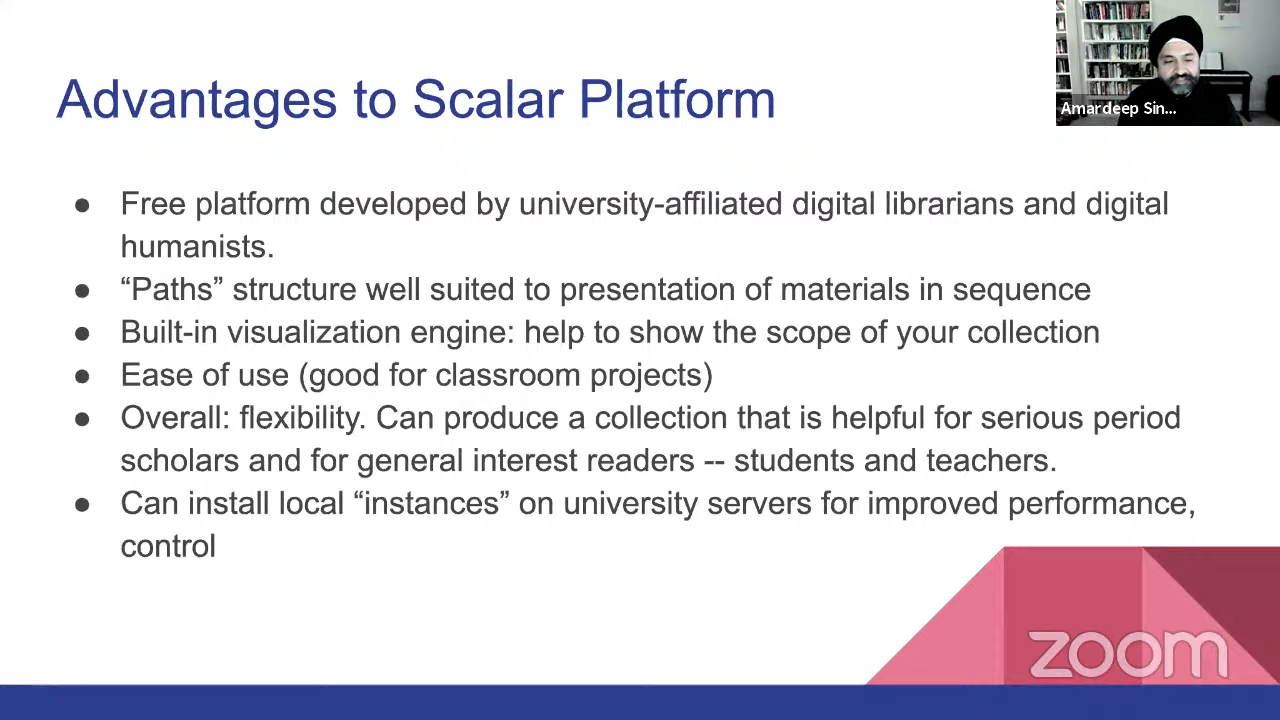 Amardeep Sin...
Advantages to Scalar Platform
● Free platform developed by university-affiliated digital librarians and digital
humanists.
● “Paths” structure well suited to presentation of materials in sequence
● Built-in visualization engine: help to show the scope of your collection
● Ease of use (good for classroom projects)
● Overall: flexibility. Can produce a collection that is helpful for serious period
scholars and for general interest readers -- students and teachers.
● Can install local “instances” on university servers for improved performance,
control
zoom